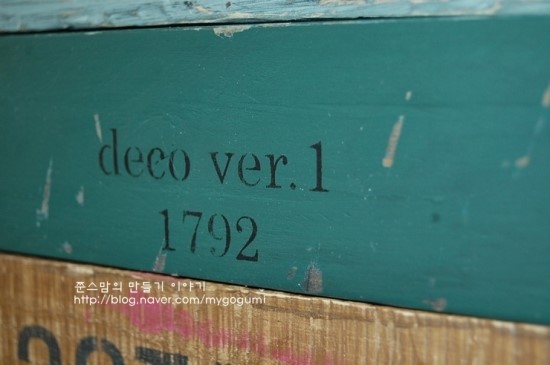 deco ver.1
1792
준스맘의 만들기 이야기
http://blog.naver.com/mygogumi